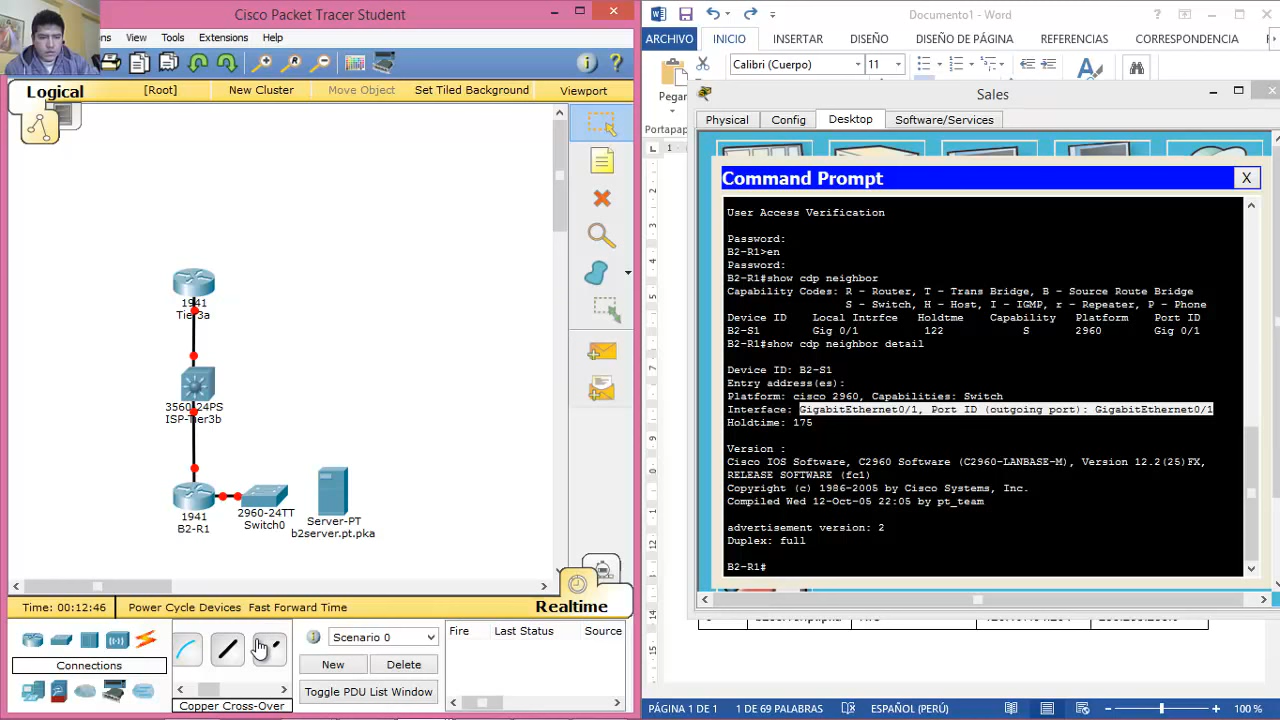 Cisco Packet Tracer Student
View Tools Extensions Help
Logical
[Root]
New Cluster
Move Object
Set Tiled Background
Viewport
1941
Tier3a
3560-24PS
ISP-Tier3b
1941
B2-R1
2960-24TT
Switch0
Server-PT
b2server.pt.pka
Time: 00:12:46
Power Cycle Devices Fast Forward Time
Realtime
Connections
Copper Cross-Over
Scenario 0
New
Delete
Toggle PDU List Window
Fire
Last Status
Source
Documento1 - Word
ARCHIVO
INICIO
INSERTAR
DISEÑO
DISEÑO DE PÁGINA
REFERENCIAS
CORRESPONDENCIA
Pegar
Calibri (Cuerpo)
11
Portapap
Sales
Physical
Config
Desktop
Software/Services
Command Prompt
X
User Access Verification
Password:
B2-R1>en
Password:
B2-R1#show cdp neighbor
Capability Codes: R - Router, T - Trans Bridge, B - Source Route Bridge
S - Switch, H - Host, I - IGMP, r - Repeater, P - Phone
Device ID Local Intrfce Holdtme Capability Platform Port ID
B2-S1 Gig 0/1 122 S 2960 Gig 0/1
B2-R1#show cdp neighbor detail
Device ID: B2-S1
Entry address(es):
Platform: cisco 2960, Capabilities: Switch
Interface: GigabitEthernet0/1, Port ID (outgoing port): GigabitEthernet0/1
Holdtime: 175
Version :
Cisco IOS Software, C2960 Software (C2960-LANBASE-M), Version 12.2(25)FX,
RELEASE SOFTWARE (fc1)
Copyright (c) 1986-2005 by Cisco Systems, Inc.
Compiled Wed 12-Oct-05 22:05 by pt_team
advertisement version: 2
Duplex: full
B2-R1#
PÁGINA 1 DE 1
1 DE 69 PALABRAS
ESPAÑOL (PERÚ)
100 %